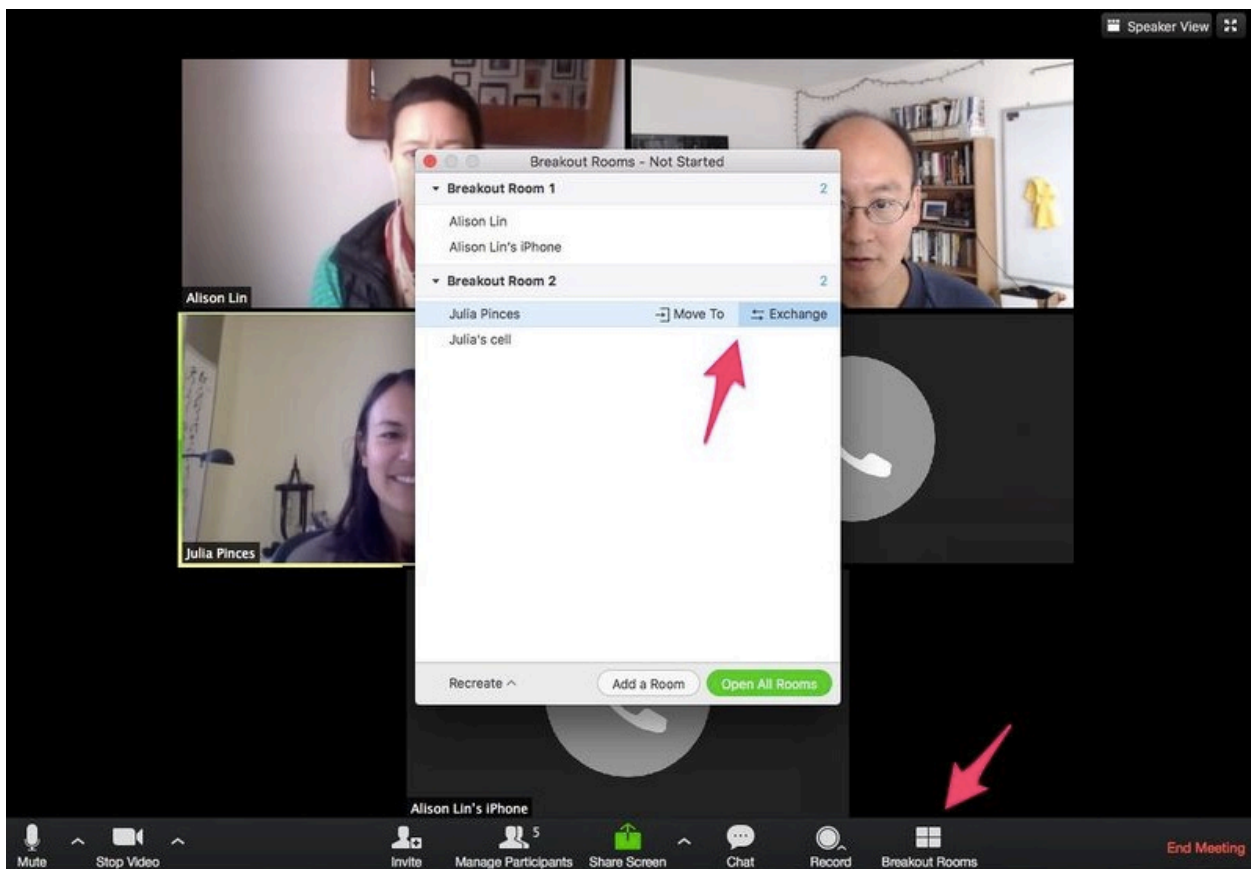 Speaker View
Breakout Rooms - Not Started
Breakout Room 1 2
Alison Lin
Alison Lin's iPhone
Breakout Room 2 2
Julia Pinces Move To Exchange
Julia's cell
Alison Lin
Julia Pinces
Recreate Add a Room Open All Rooms
Alison Lin's iPhone
5
Mute Stop Video Invite Manage Participants Share Screen Chat Record Breakout Rooms End Meeting